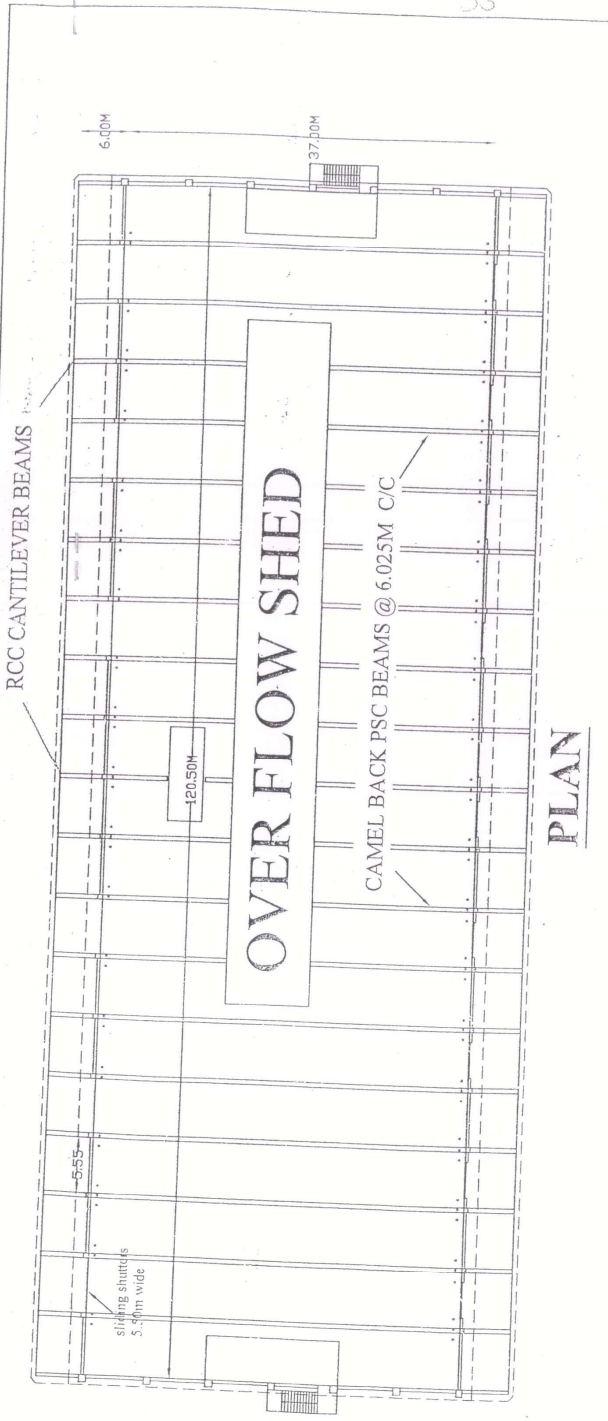 RCC CANTILEVER BEAMS
6.00M
37.00M
120.50M
OVER FLOW SHED
CAMEL BACK PSC BEAMS @ 6.025M C/C
5.55
sliding shutters
5.50m wide
PLAN